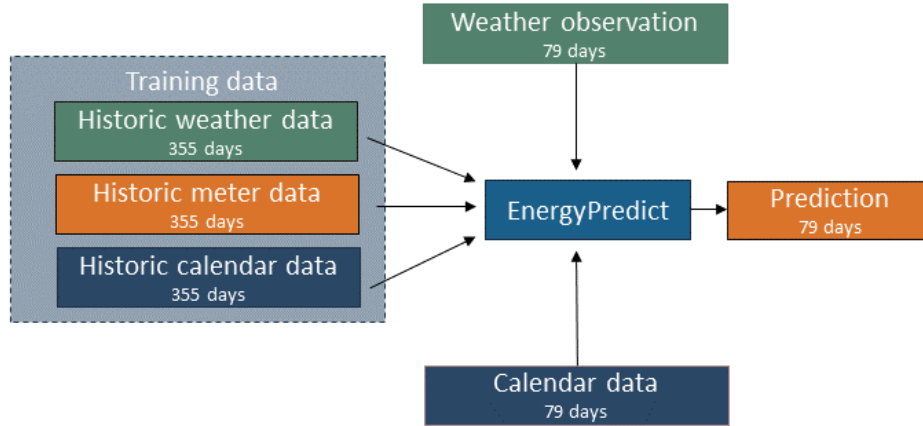 Weather observation
79 days
Training data
Historic weather data
355 days
Historic meter data
355 days
Historic calendar data
355 days
EnergyPredict
Prediction
79 days
Calendar data
79 days